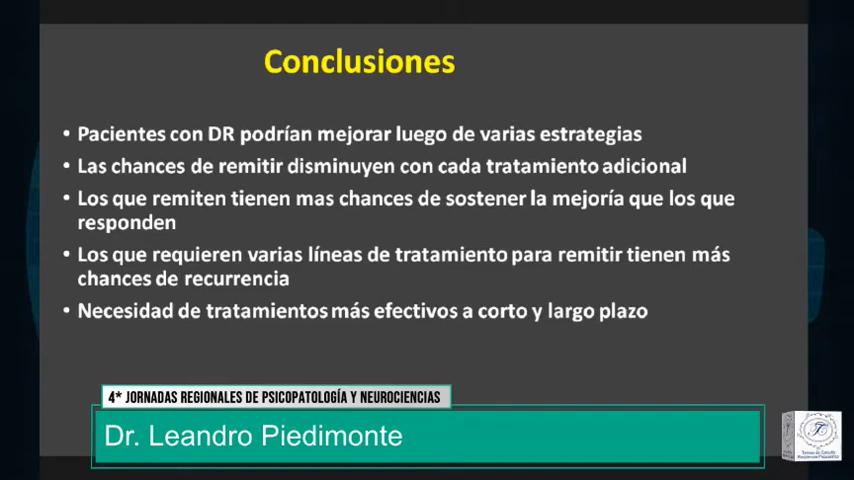 Conclusiones
• Pacientes con DR podrían mejorar luego de varias estrategias
• Las chances de remitir disminuyen con cada tratamiento adicional
• Los que remiten tienen mas chances de sostener la mejoría que los que
responden
• Los que requieren varias líneas de tratamiento para remitir tienen más
chances de recurrencia
• Necesidad de tratamientos más efectivos a corto y largo plazo
4* JORNADAS REGIONALES DE PSICOPATOLOGÍA Y NEUROCIENCIAS
Dr. Leandro Piedimonte